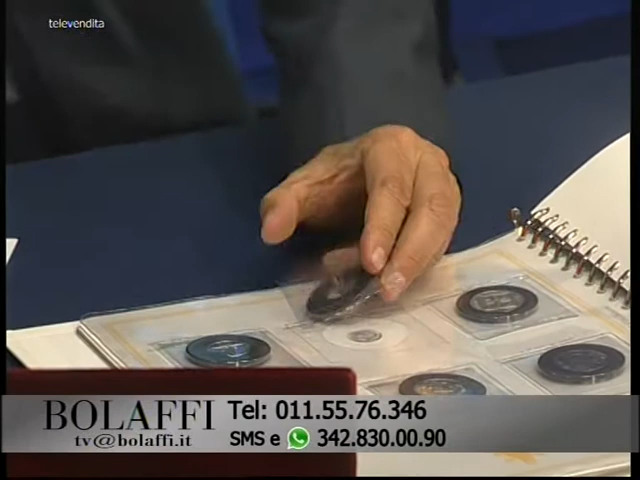 televendita
BOLAFFI
tv@bolaffi.it
Tel: 011.55.76.346
SMS e 342.830.00.90